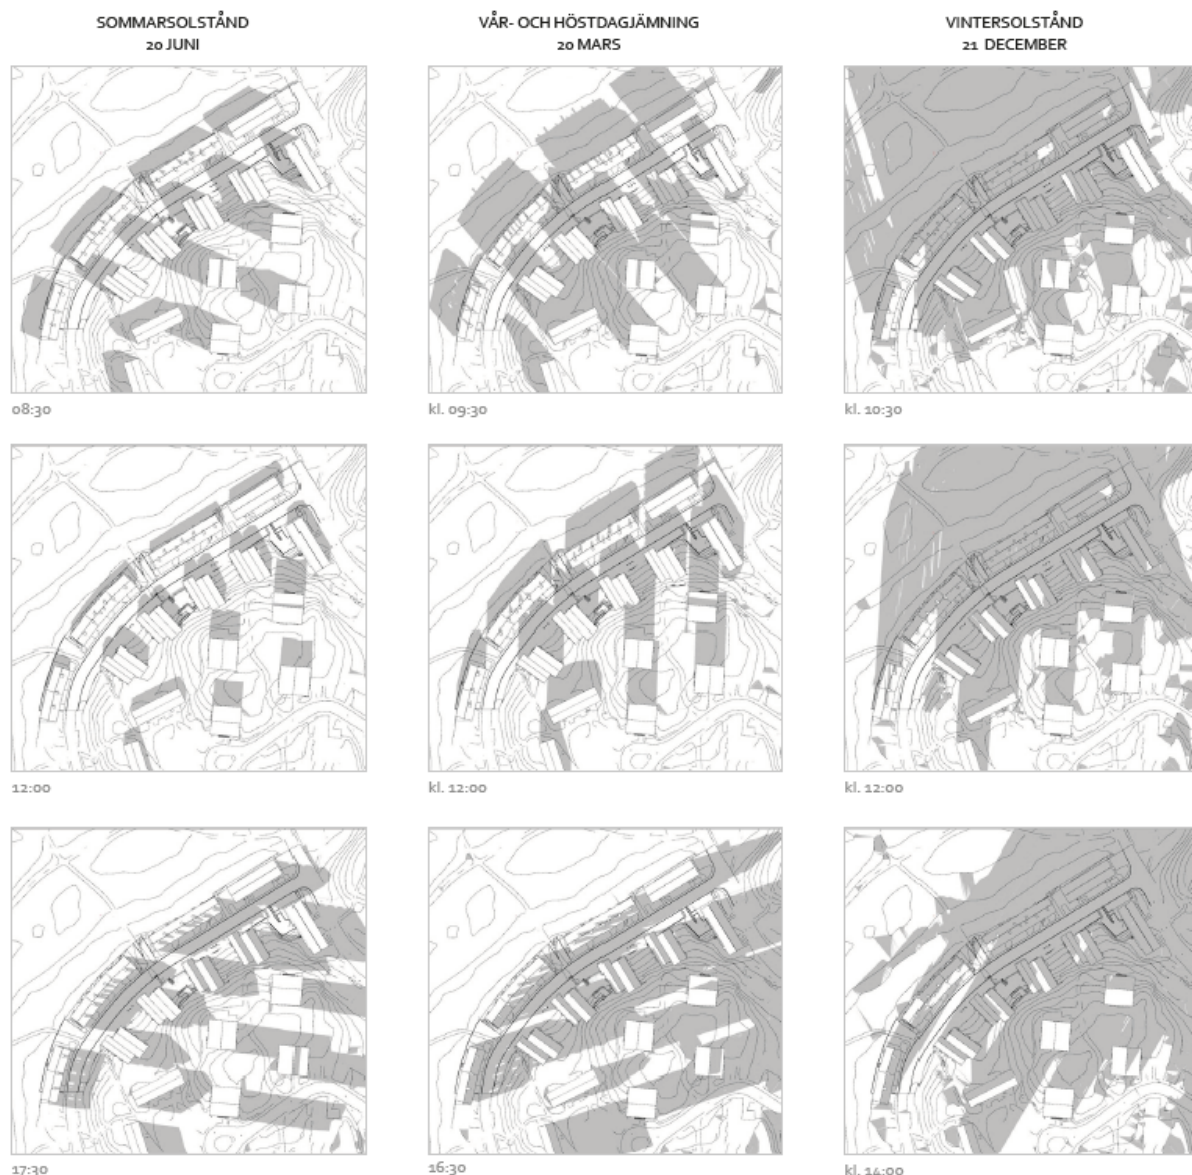 SOMMARSOLSTÅND
20 JUNI
VÅR- OCH HÖSTDAGJÄMNING
20 MARS
VINTERSOLSTÅND
21 DECEMBER
08:30
kl. 09:30
kl. 10:30
12:00
kl. 12:00
kl. 12:00
17:30
16:30
kl. 14:00